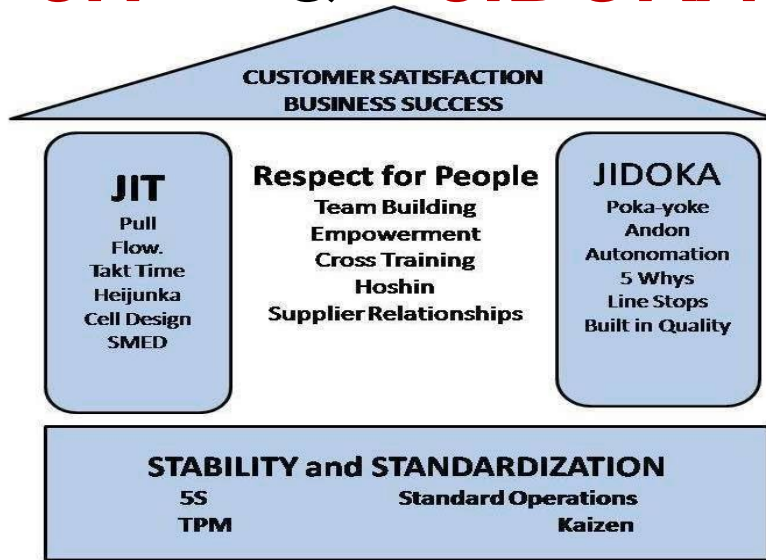 CUSTOMER SATISFACTION
BUSINESS SUCCESS
JIT
Pull
Flow.
Takt Time
Heijunka
Cell Design
SMED
Respect for People
Team Building
Empowerment
Cross Training
Hoshin
Supplier Relationships
JIDOKA
Poka-yoke
Andon
Autonomation
5 Whys
Line Stops
Built in Quality
STABILITY and STANDARDIZATION
5S Standard Operations
TPM Kaizen